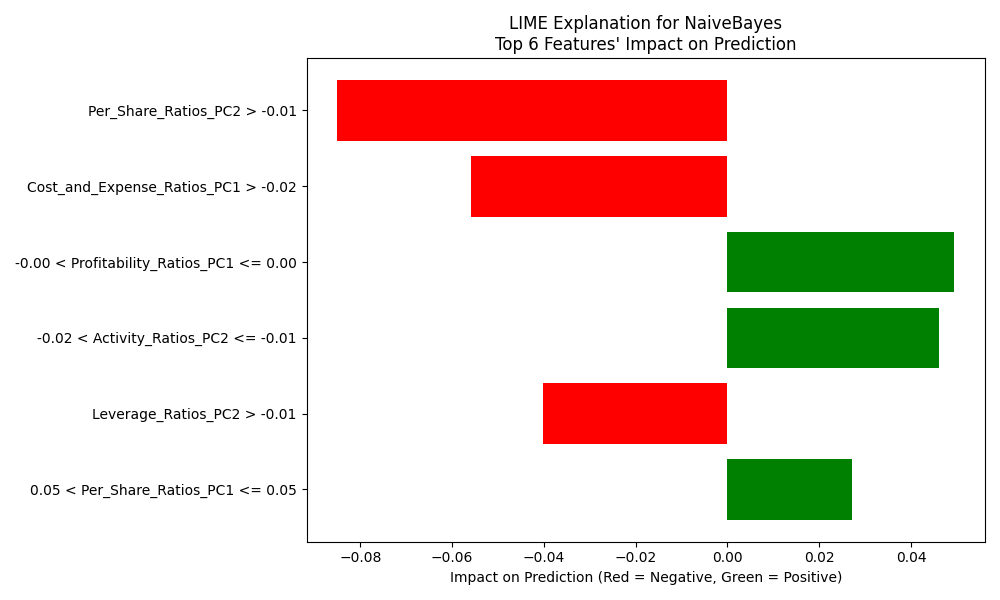 LIME Explanation for NaiveBayes
Top 6 Features' Impact on Prediction
Per_Share_Ratios_PC2 > -0.01
Cost_and_Expense_Ratios_PC1 > -0.02
-0.00 < Profitability_Ratios_PC1 <= 0.00
-0.02 < Activity_Ratios_PC2 <= -0.01
Leverage_Ratios_PC2 > -0.01
0.05 < Per_Share_Ratios_PC1 <= 0.05
−0.08 −0.06 −0.04 −0.02 0.00 0.02 0.04
Impact on Prediction (Red = Negative, Green = Positive)